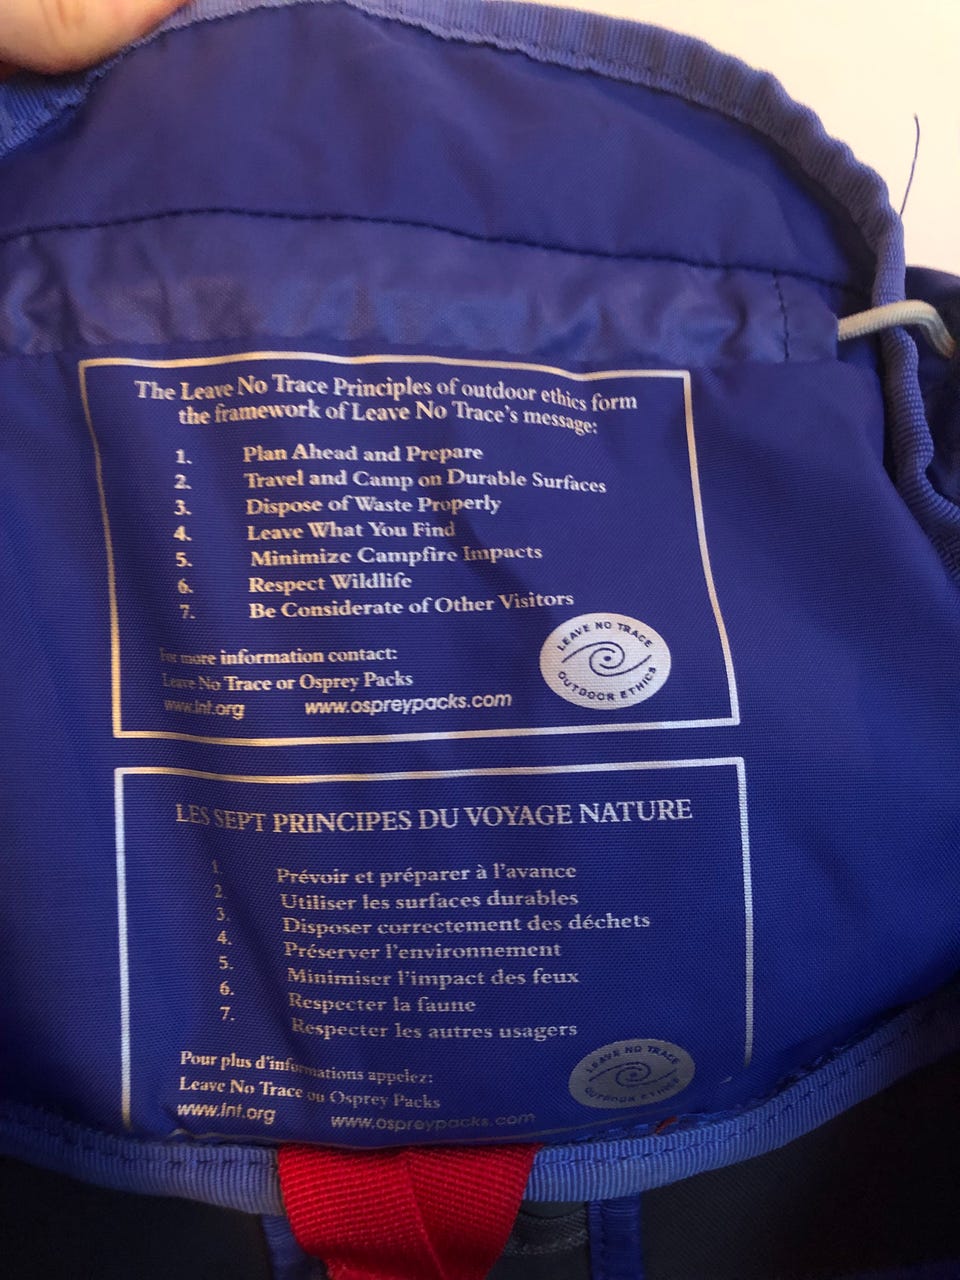 The Leave No Trace Principles of outdoor ethics form
the framework of Leave No Trace's message:
1. Plan Ahead and Prepare
2. Travel and Camp on Durable Surfaces
3. Dispose of Waste Properly
4. Leave What You Find
5. Minimize Campfire Impacts
6. Respect Wildlife
7. Be Considerate of Other Visitors
For more information contact:
Leave No Trace or Osprey Packs
www.lnt.org www.ospreypacks.com
LEAVE NO TRACE
OUTDOOR ETHICS
LES SEPT PRINCIPES DU VOYAGE NATURE
1. Prévoir et préparer à l'avance
2. Utiliser les surfaces durables
3. Disposer correctement des déchets
4. Préserver l'environnement
5. Minimiser l'impact des feux
6. Respecter la faune
7. Respecter les autres usagers
Pour plus d'informations appelez:
Leave No Trace ou Osprey Packs
www.lnt.org www.ospreypacks.com
LEAVE NO TRACE
OUTDOOR ETHICS